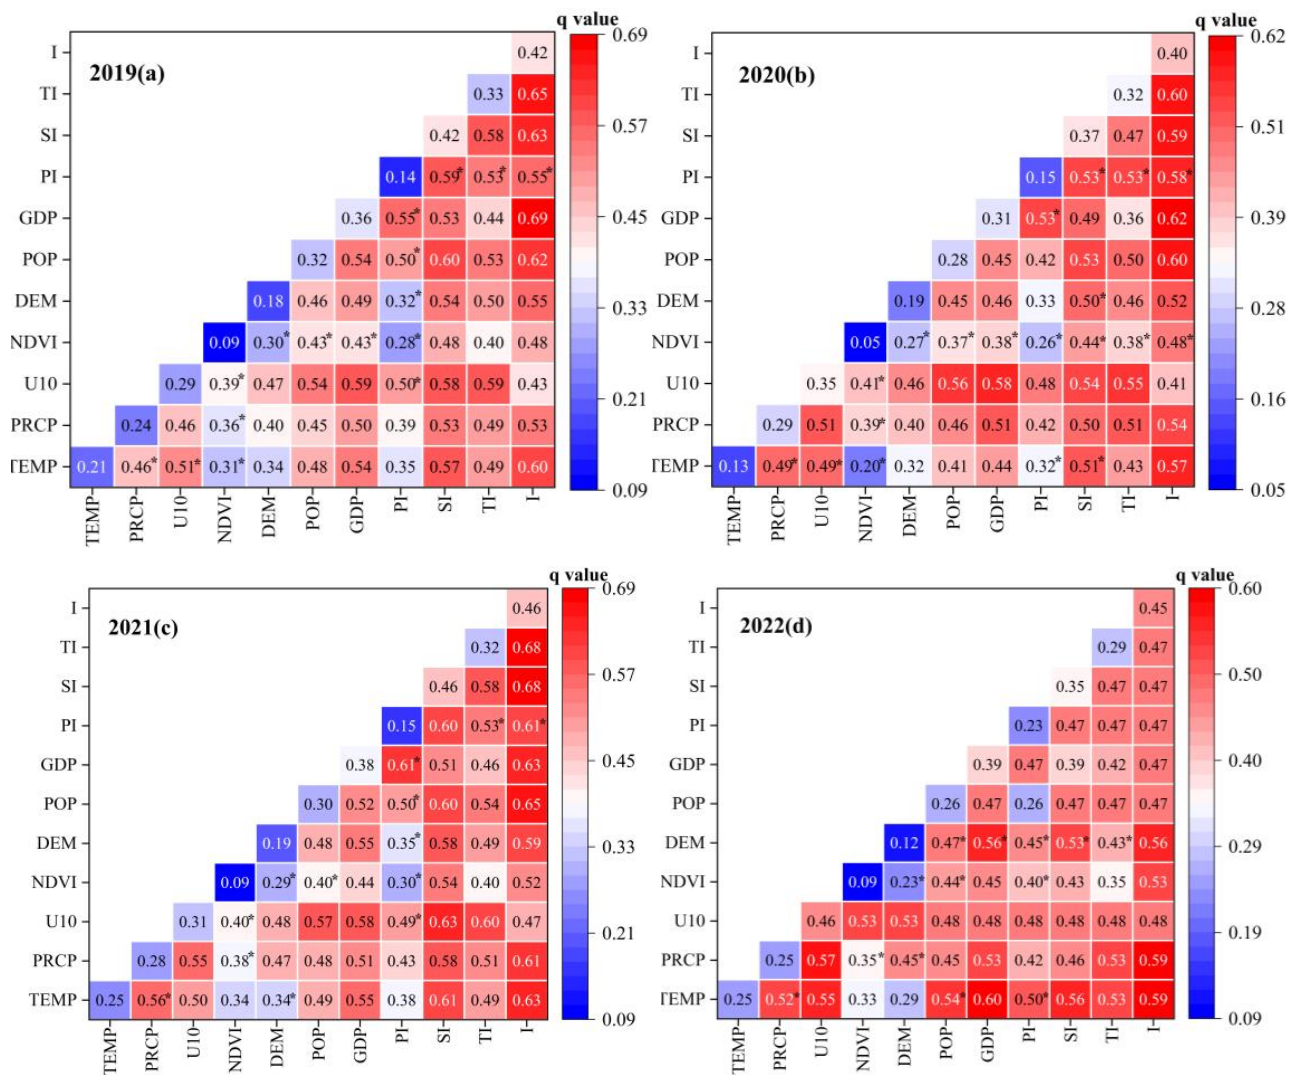 q value
2019(a)
I 0.42
TI 0.33 0.65
SI 0.42 0.58 0.63
PI 0.14 0.59* 0.53* 0.55*
GDP 0.36 0.55* 0.53 0.44 0.69
POP 0.32 0.54 0.50* 0.60 0.53 0.62
DEM 0.18 0.46 0.49 0.32* 0.54 0.50 0.55
NDVI 0.09 0.30* 0.43* 0.43* 0.28* 0.48 0.40 0.48
U10 0.29 0.39* 0.47 0.54 0.59 0.50* 0.58 0.59 0.43
PRCP 0.24 0.46 0.36* 0.40 0.45 0.50 0.39 0.53 0.49 0.53
TEMP 0.21 0.46* 0.51* 0.31* 0.34 0.48 0.54 0.35 0.57 0.49 0.60
TEMP PRCP U10 NDVI DEM POP GDP PI SI TI I
0.69
0.57
0.45
0.33
0.21
0.09
q value
2020(b)
I 0.40
TI 0.32 0.60
SI 0.37 0.47 0.59
PI 0.15 0.53* 0.53* 0.58*
GDP 0.31 0.53* 0.49 0.36 0.62
POP 0.28 0.45 0.42 0.53 0.50 0.60
DEM 0.19 0.45 0.46 0.33 0.50* 0.46 0.52
NDVI 0.05 0.27* 0.37* 0.38* 0.26* 0.44* 0.38* 0.48*
U10 0.35 0.41* 0.46 0.56 0.58 0.48 0.54 0.55 0.41
PRCP 0.29 0.51 0.39* 0.40 0.46 0.51 0.42 0.50 0.51 0.54
TEMP 0.13 0.49* 0.49* 0.20* 0.32 0.41 0.44 0.32* 0.51* 0.43 0.57
TEMP PRCP U10 NDVI DEM POP GDP PI SI TI I
0.62
0.51
0.39
0.28
0.16
0.05
q value
2021(c)
I 0.46
TI 0.32 0.68
SI 0.46 0.58 0.68
PI 0.15 0.60 0.53* 0.61*
GDP 0.38 0.61* 0.51 0.46 0.63
POP 0.30 0.52 0.50* 0.60 0.54 0.65
DEM 0.19 0.48 0.55 0.35* 0.58 0.49 0.59
NDVI 0.09 0.29* 0.40* 0.44 0.30* 0.54 0.40 0.52
U10 0.31 0.40* 0.48 0.57 0.58 0.49* 0.63 0.60 0.47
PRCP 0.28 0.55 0.38* 0.47 0.48 0.51 0.43 0.58 0.51 0.61
TEMP 0.25 0.56* 0.50 0.34 0.34* 0.49 0.55 0.38 0.61 0.49 0.63
TEMP PRCP U10 NDVI DEM POP GDP PI SI TI I
0.69
0.57
0.45
0.33
0.21
0.09
q value
2022(d)
I 0.45
TI 0.29 0.47
SI 0.35 0.47 0.47
PI 0.23 0.47 0.47 0.47
GDP 0.39 0.47 0.39 0.42 0.47
POP 0.26 0.47 0.26 0.47 0.47 0.47
DEM 0.12 0.47* 0.56* 0.45* 0.53* 0.43* 0.56
NDVI 0.09 0.23* 0.44* 0.45 0.40* 0.43 0.35 0.53
U10 0.46 0.53 0.53 0.48 0.48 0.48 0.48 0.48 0.48
PRCP 0.25 0.57 0.35* 0.45* 0.45 0.53 0.42 0.46 0.53 0.59
TEMP 0.25 0.52* 0.55 0.33 0.29 0.54* 0.60 0.50* 0.56 0.53 0.59
TEMP PRCP U10 NDVI DEM POP GDP PI SI TI I
0.60
0.50
0.40
0.29
0.19
0.09